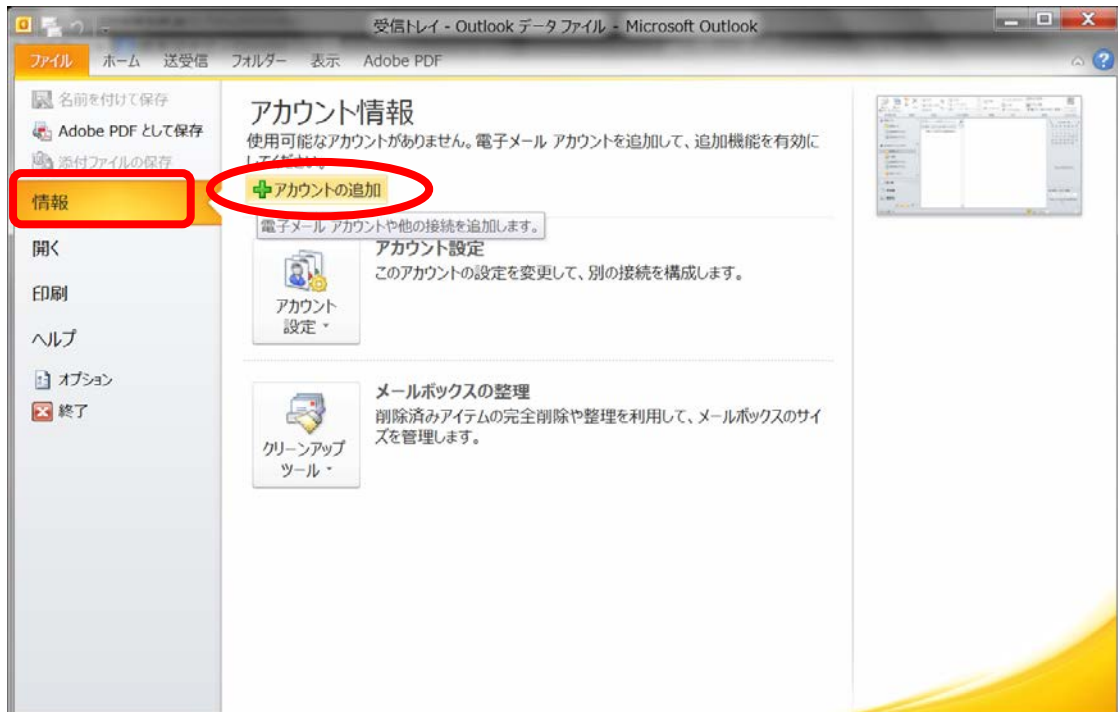 受信トレイ - Outlook データ ファイル - Microsoft Outlook
ファイル ホーム 送受信 フォルダー 表示 Adobe PDF
名前を付けて保存
Adobe PDF として保存
添付ファイルの保存
情報
開く
印刷
ヘルプ
オプション
終了
アカウント情報
使用可能なアカウントがありません。電子メール アカウントを追加して、追加機能を有効に
してください。
アカウントの追加
電子メール アカウントや他の接続を追加します。
アカウント
設定
アカウント設定
このアカウントの設定を変更して、別の接続を構成します。
クリーンアップ
ツール
メールボックスの整理
削除済みアイテムの完全削除や整理を利用して、メールボックスのサイ
ズを管理します。